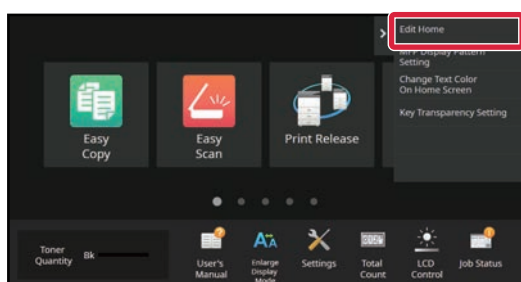 Edit Home
MFP Display Pattern
Setting
Change Text Color
On Home Screen
Key Transparency Setting
Easy
Copy
Easy
Scan
Print Release
Toner
Quantity
Bk
User's
Manual
Enlarge
Display
Mode
Settings
Total
Count
LCD
Control
Job Status